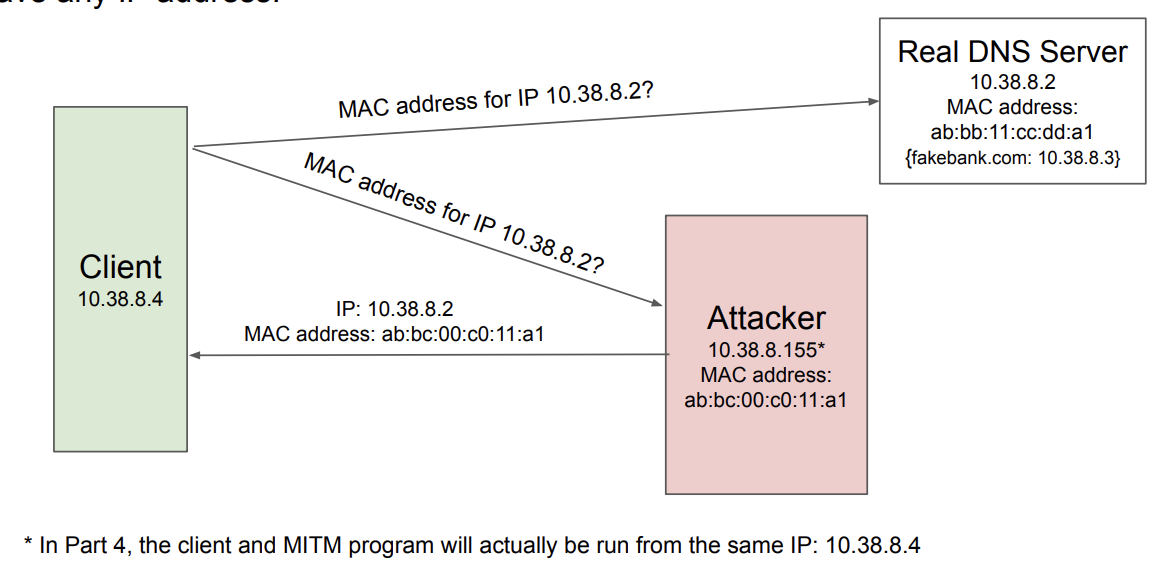 ave any IP address.
Real DNS Server
10.38.8.2
MAC address:
ab:bb:11:cc:dd:a1
{fakebank.com: 10.38.8.3}
MAC address for IP 10.38.8.2?
MAC address for IP 10.38.8.2?
Client
10.38.8.4
IP: 10.38.8.2
MAC address: ab:bc:00:c0:11:a1
Attacker
10.38.8.155*
MAC address:
ab:bc:00:c0:11:a1
* In Part 4, the client and MITM program will actually be run from the same IP: 10.38.8.4